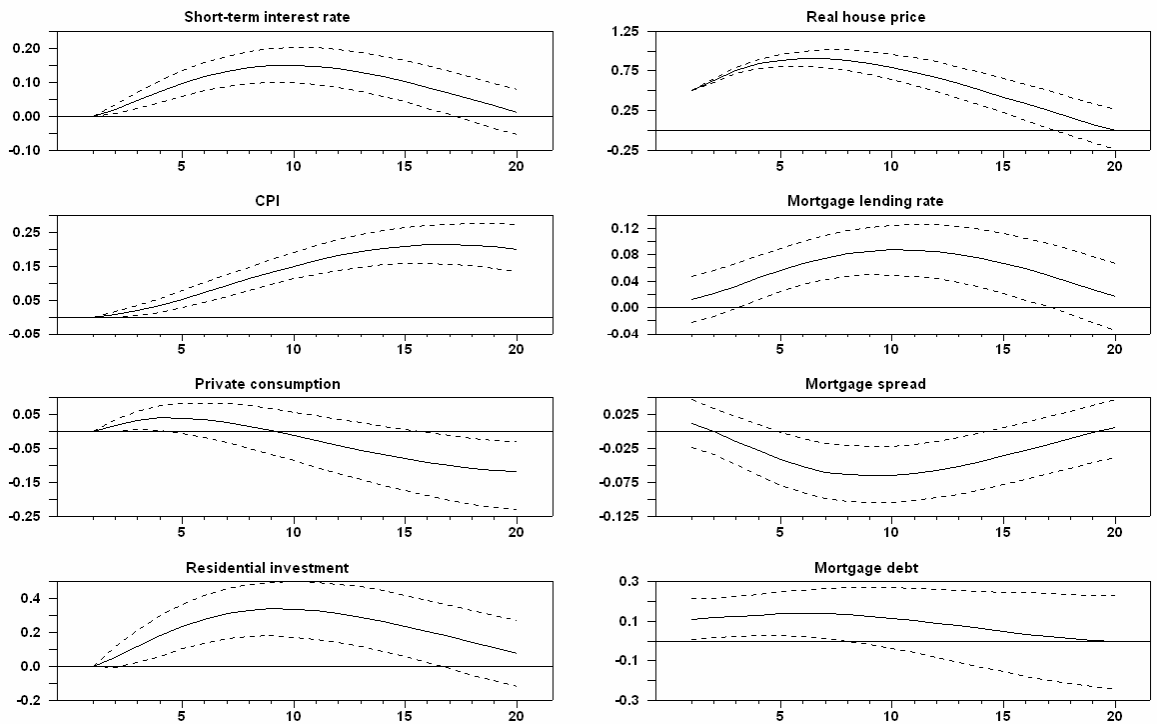 Short-term interest rate
0.20
0.10
0.00
-0.10
5 10 15 20
Real house price
1.25
0.75
0.25
-0.25
5 10 15 20
CPI
0.25
0.15
0.05
-0.05
5 10 15 20
Mortgage lending rate
0.12
0.08
0.04
0.00
-0.04
5 10 15 20
Private consumption
0.05
-0.05
-0.15
-0.25
5 10 15 20
Mortgage spread
0.025
-0.025
-0.075
-0.125
5 10 15 20
Residential investment
0.4
0.2
0.0
-0.2
5 10 15 20
Mortgage debt
0.3
0.1
-0.1
-0.3
5 10 15 20